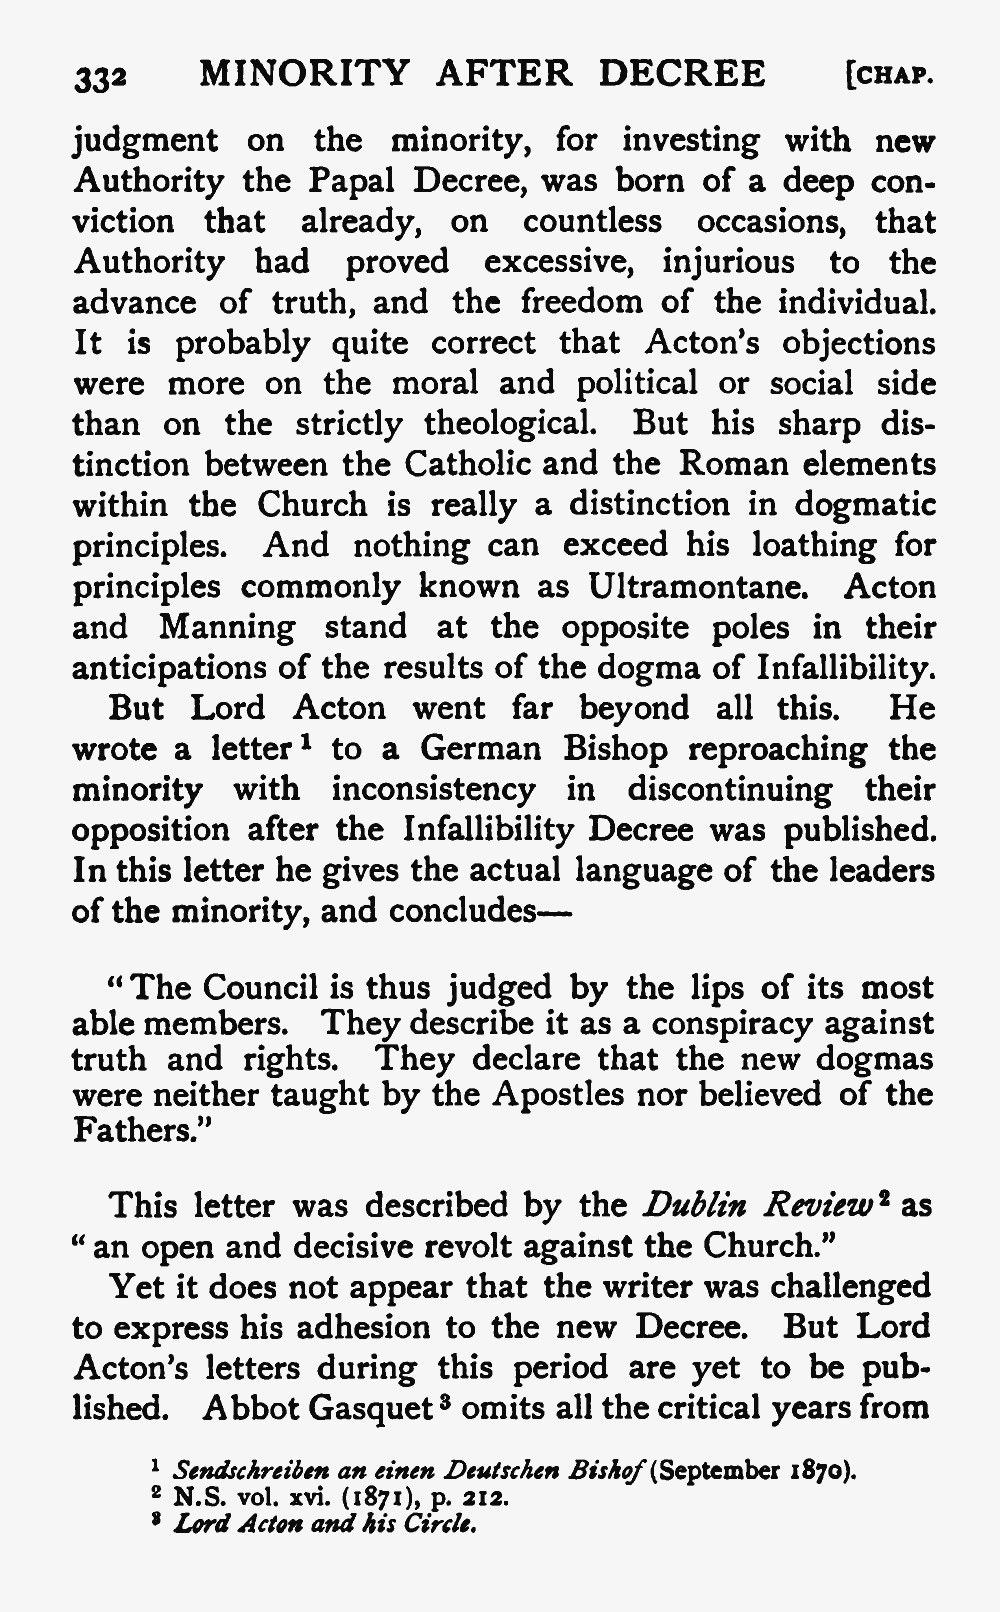 332 MINORITY AFTER DECREE [CHAP.
judgment on the minority, for investing with new
Authority the Papal Decree, was born of a deep con-
viction that already, on countless occasions, that
Authority had proved excessive, injurious to the
advance of truth, and the freedom of the individual.
It is probably quite correct that Acton's objections
were more on the moral and political or social side
than on the strictly theological. But his sharp dis-
tinction between the Catholic and the Roman elements
within the Church is really a distinction in dogmatic
principles. And nothing can exceed his loathing for
principles commonly known as Ultramontane. Acton
and Manning stand at the opposite poles in their
anticipations of the results of the dogma of Infallibility.
But Lord Acton went far beyond all this. He
wrote a letter ¹ to a German Bishop reproaching the
minority with inconsistency in discontinuing their
opposition after the Infallibility Decree was published.
In this letter he gives the actual language of the leaders
of the minority, and concludes—
"The Council is thus judged by the lips of its most
able members. They describe it as a conspiracy against
truth and rights. They declare that the new dogmas
were neither taught by the Apostles nor believed of the
Fathers."
This letter was described by the Dublin Review ² as
"an open and decisive revolt against the Church."
Yet it does not appear that the writer was challenged
to express his adhesion to the new Decree. But Lord
Acton's letters during this period are yet to be pub-
lished. Abbot Gasquet ³ omits all the critical years from
¹ Sendschreiben an einen Deutschen Bishof (September 1870).
² N.S. vol. xvi. (1871), p. 212.
³ Lord Acton and his Circle.